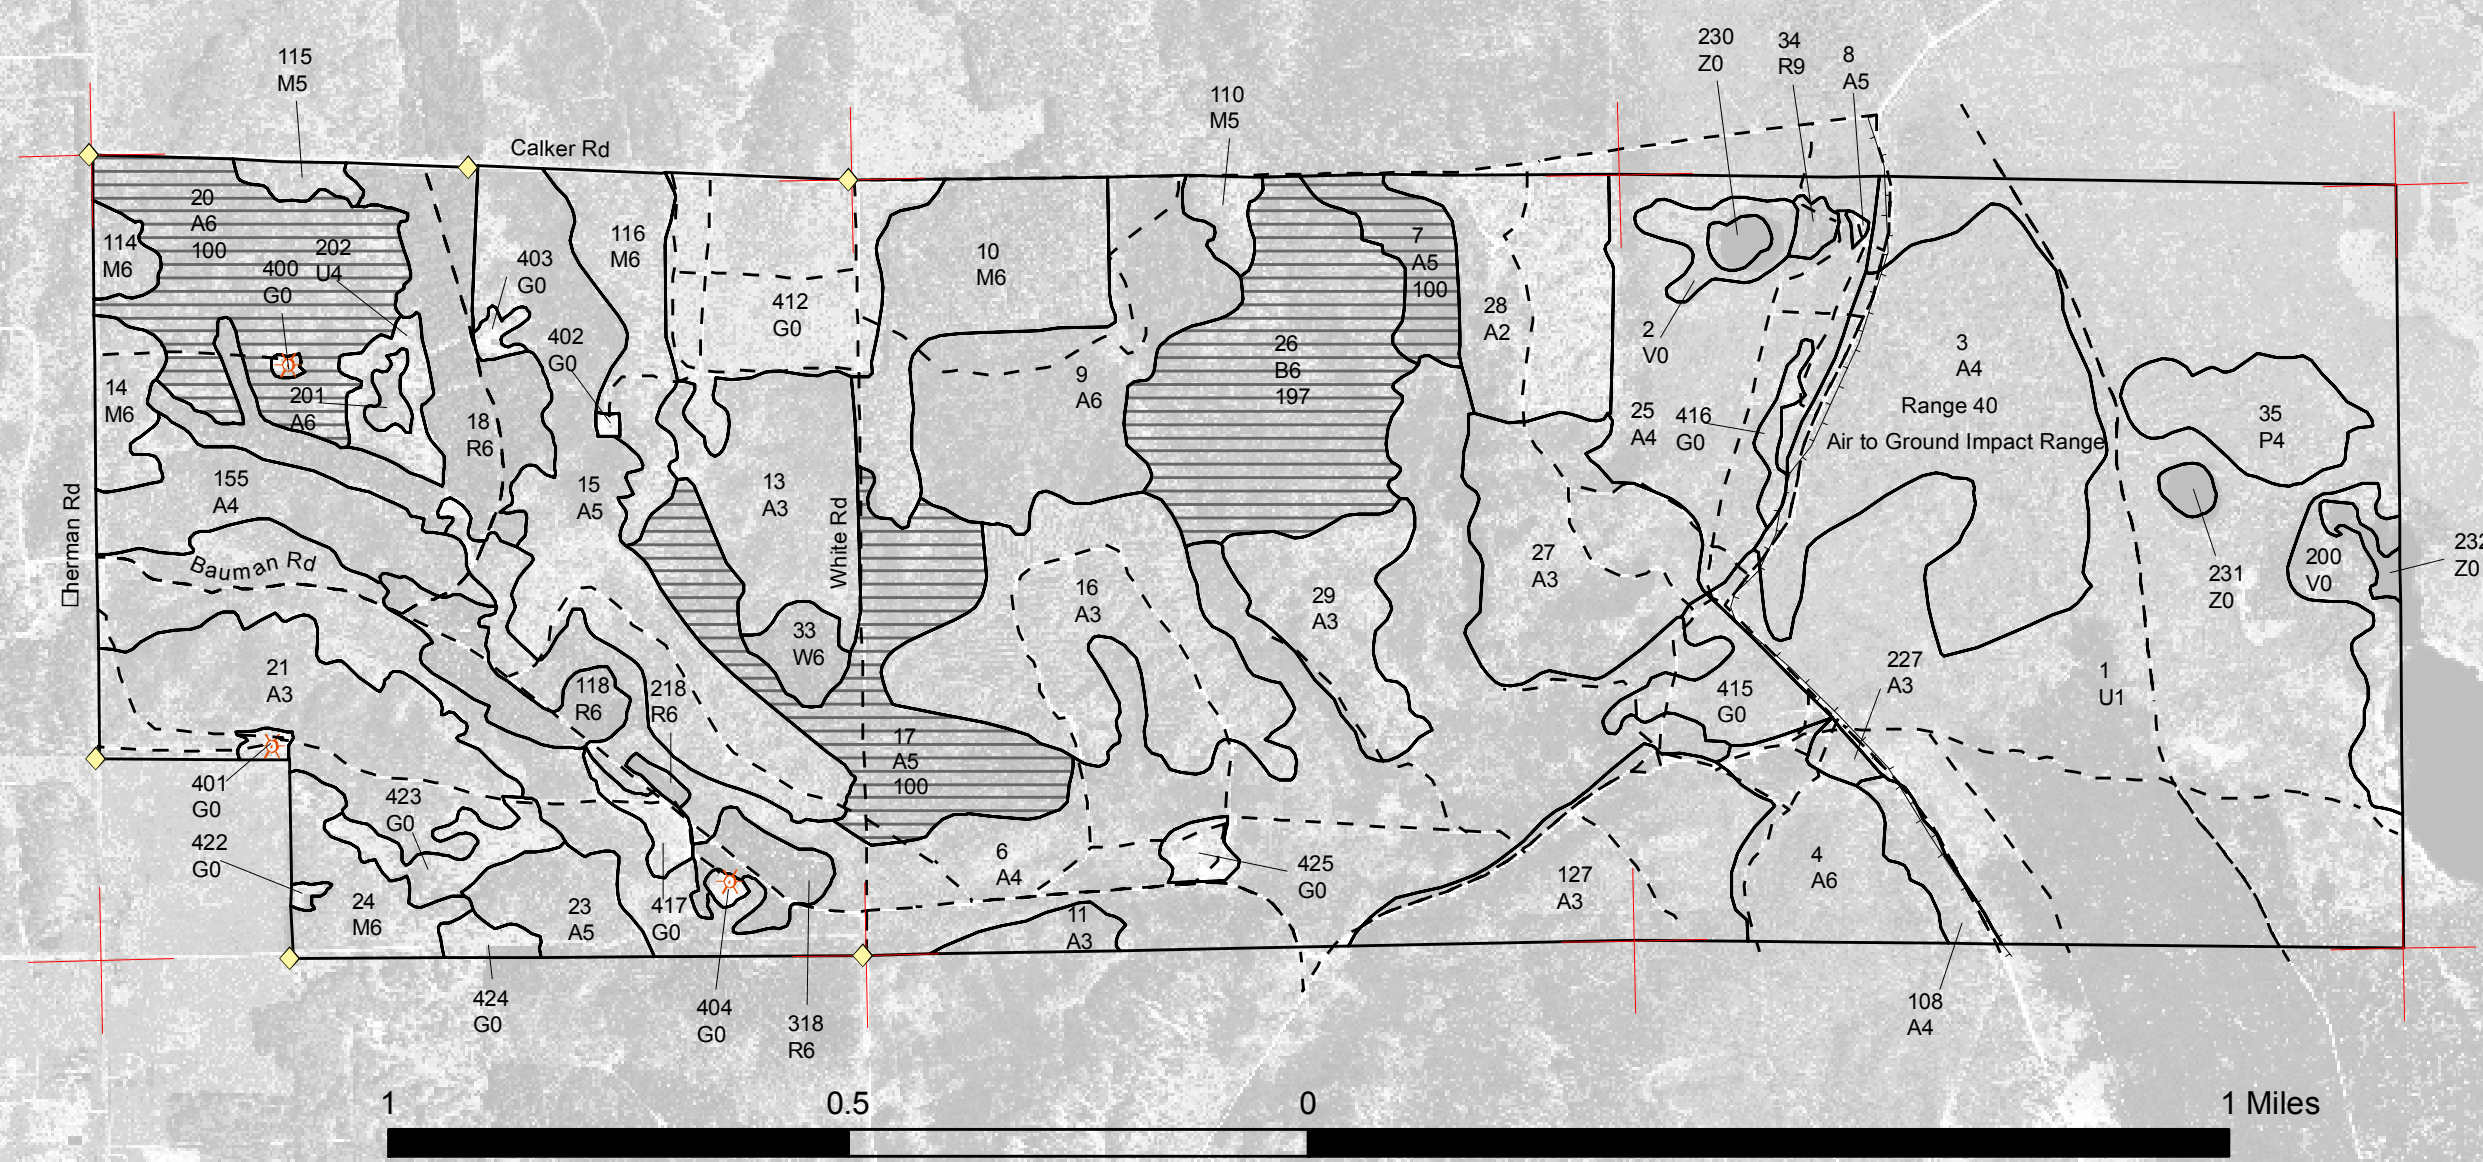 115
M5
230
Z0
34
R9
8
A5
110
M5
Calker Rd
20
A6
100
114
M6
202
U4
400
G0
403
G0
116
M6
402
G0
412
G0
10
M6
7
A5
100
28
A2
2
V0
3
A4
Range 40
Air to Ground Impact Range
26
B6
197
9
A6
14
M6
201
A6
18
R6
25
A4
416
G0
35
P4
155
A4
15
A5
13
A3
White Rd
herman Rd
Bauman Rd
27
A3
16
A3
29
A3
231
Z0
200
V0
232
Z0
33
W6
21
A3
118
R6
218
R6
415
G0
227
A3
1
U1
17
A5
100
401
G0
423
G0
422
G0
6
A4
425
G0
127
A3
4
A6
24
M6
23
A5
417
G0
11
A3
424
G0
404
G0
318
R6
108
A4
1
0.5
0
1 Miles